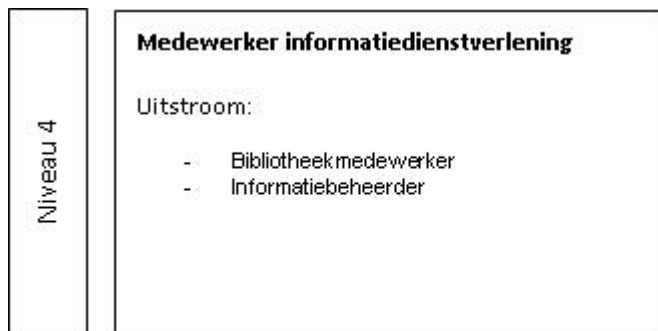 Niveau 4
Medewerker informatiedienstverlening
Uitstroom:
- Bibliotheekmedewerker
- Informatiebeheerder